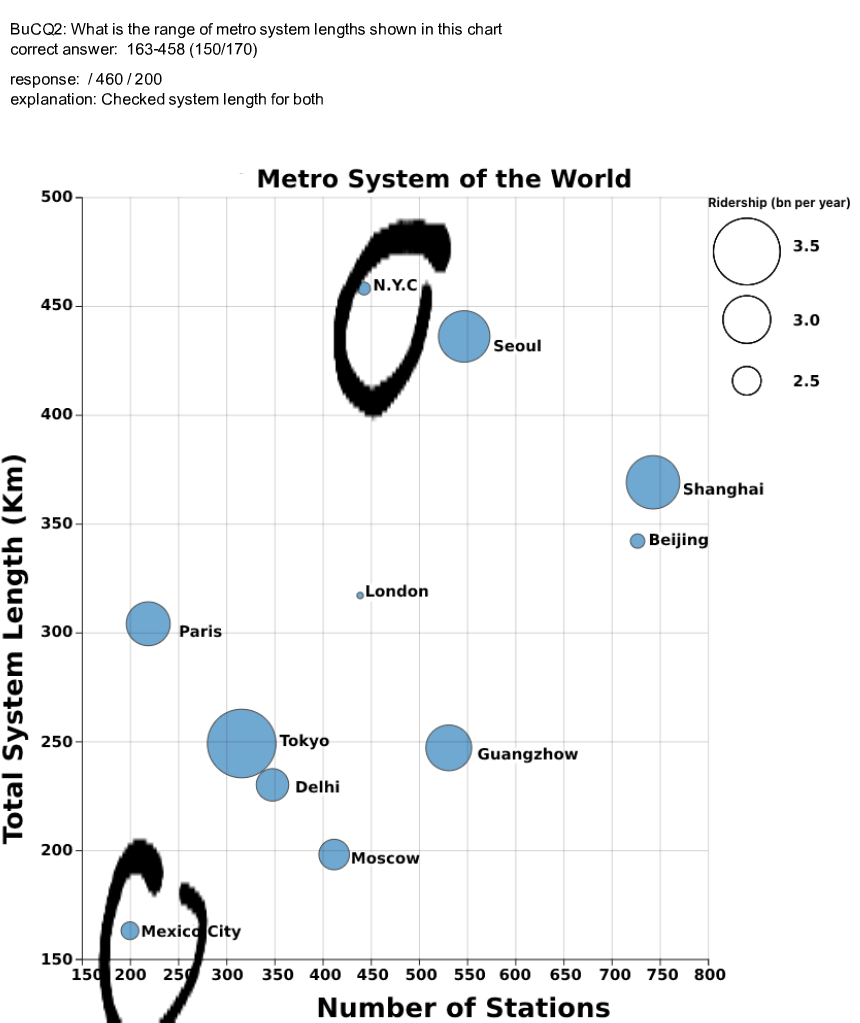 BuCQ2: What is the range of metro system lengths shown in this chart
correct answer:  163-458 (150/170)
response:  / 460 / 200
explanation: Checked system length for both
Metro System of the World
Ridership (bn per year)
3.5
3.0
2.5
Total System Length (Km)
500
450
400
350
300
250
200
150
N.Y.C
Seoul
Shanghai
Beijing
London
Paris
Tokyo
Guangzhow
Delhi
Moscow
Mexico City
150 200 250 300 350 400 450 500 550 600 650 700 750 800
Number of Stations